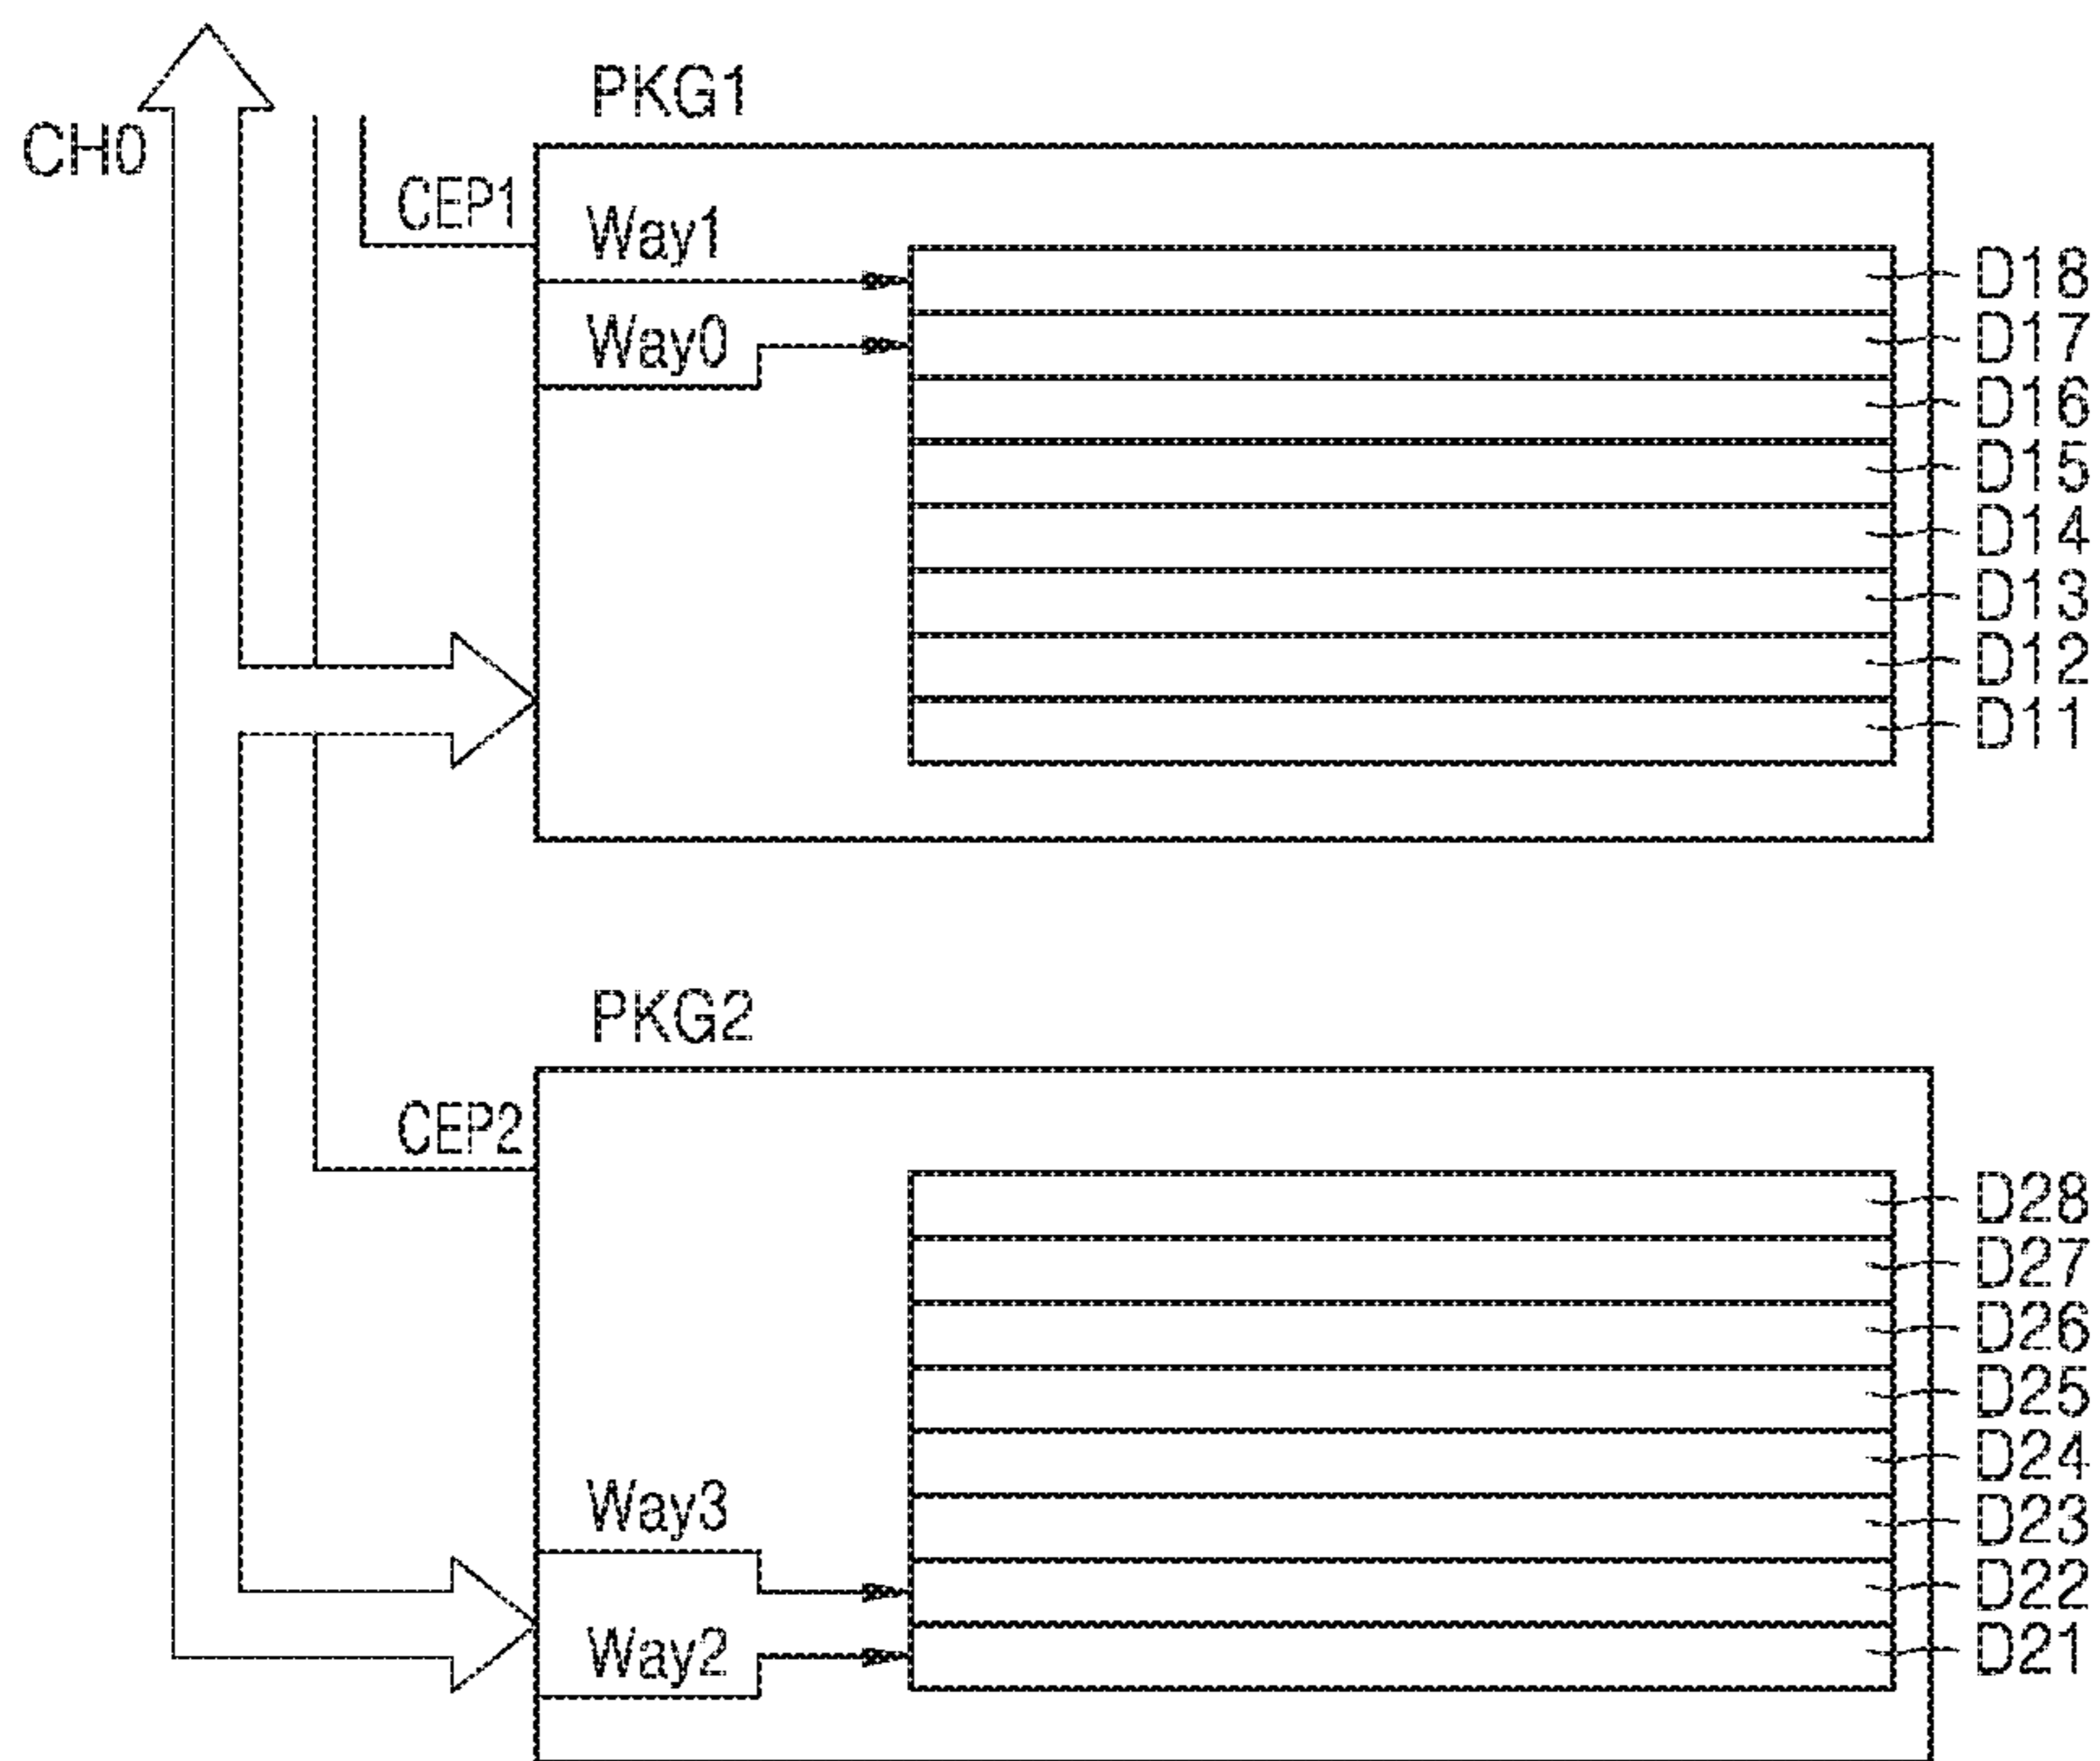 PKG1
CH0
CEP1
Way1
D18
Way0
D17
D16
D15
D14
D13
D12
D11
PKG2
CEP2
D28
D27
D26
D25
D24
Way3
D23
D22
Way2
D21